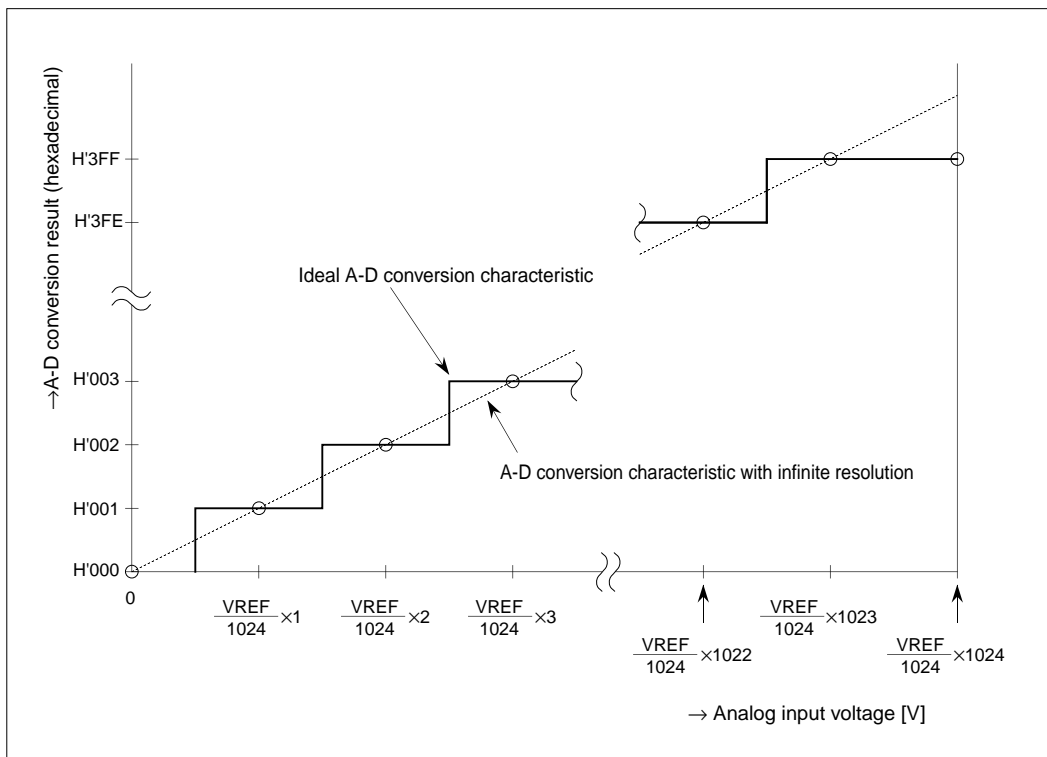 →A-D conversion result (hexadecimal)
H'3FF
H'3FE
Ideal A-D conversion characteristic
H'003
H'002
A-D conversion characteristic with infinite resolution
H'001
H'000
0
VREF
1024
×1
VREF
1024
×2
VREF
1024
×3
VREF
1024
×1023
VREF
1024
×1022
VREF
1024
×1024
→ Analog input voltage [V]